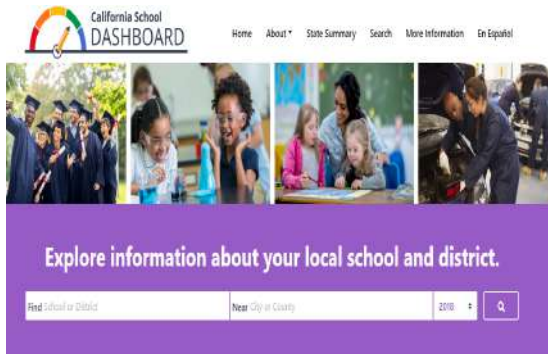 California School
DASHBOARD
Home About State Summary Search More Information En Español
Explore information about your local school and district.
Find School or District Near City or County 2018